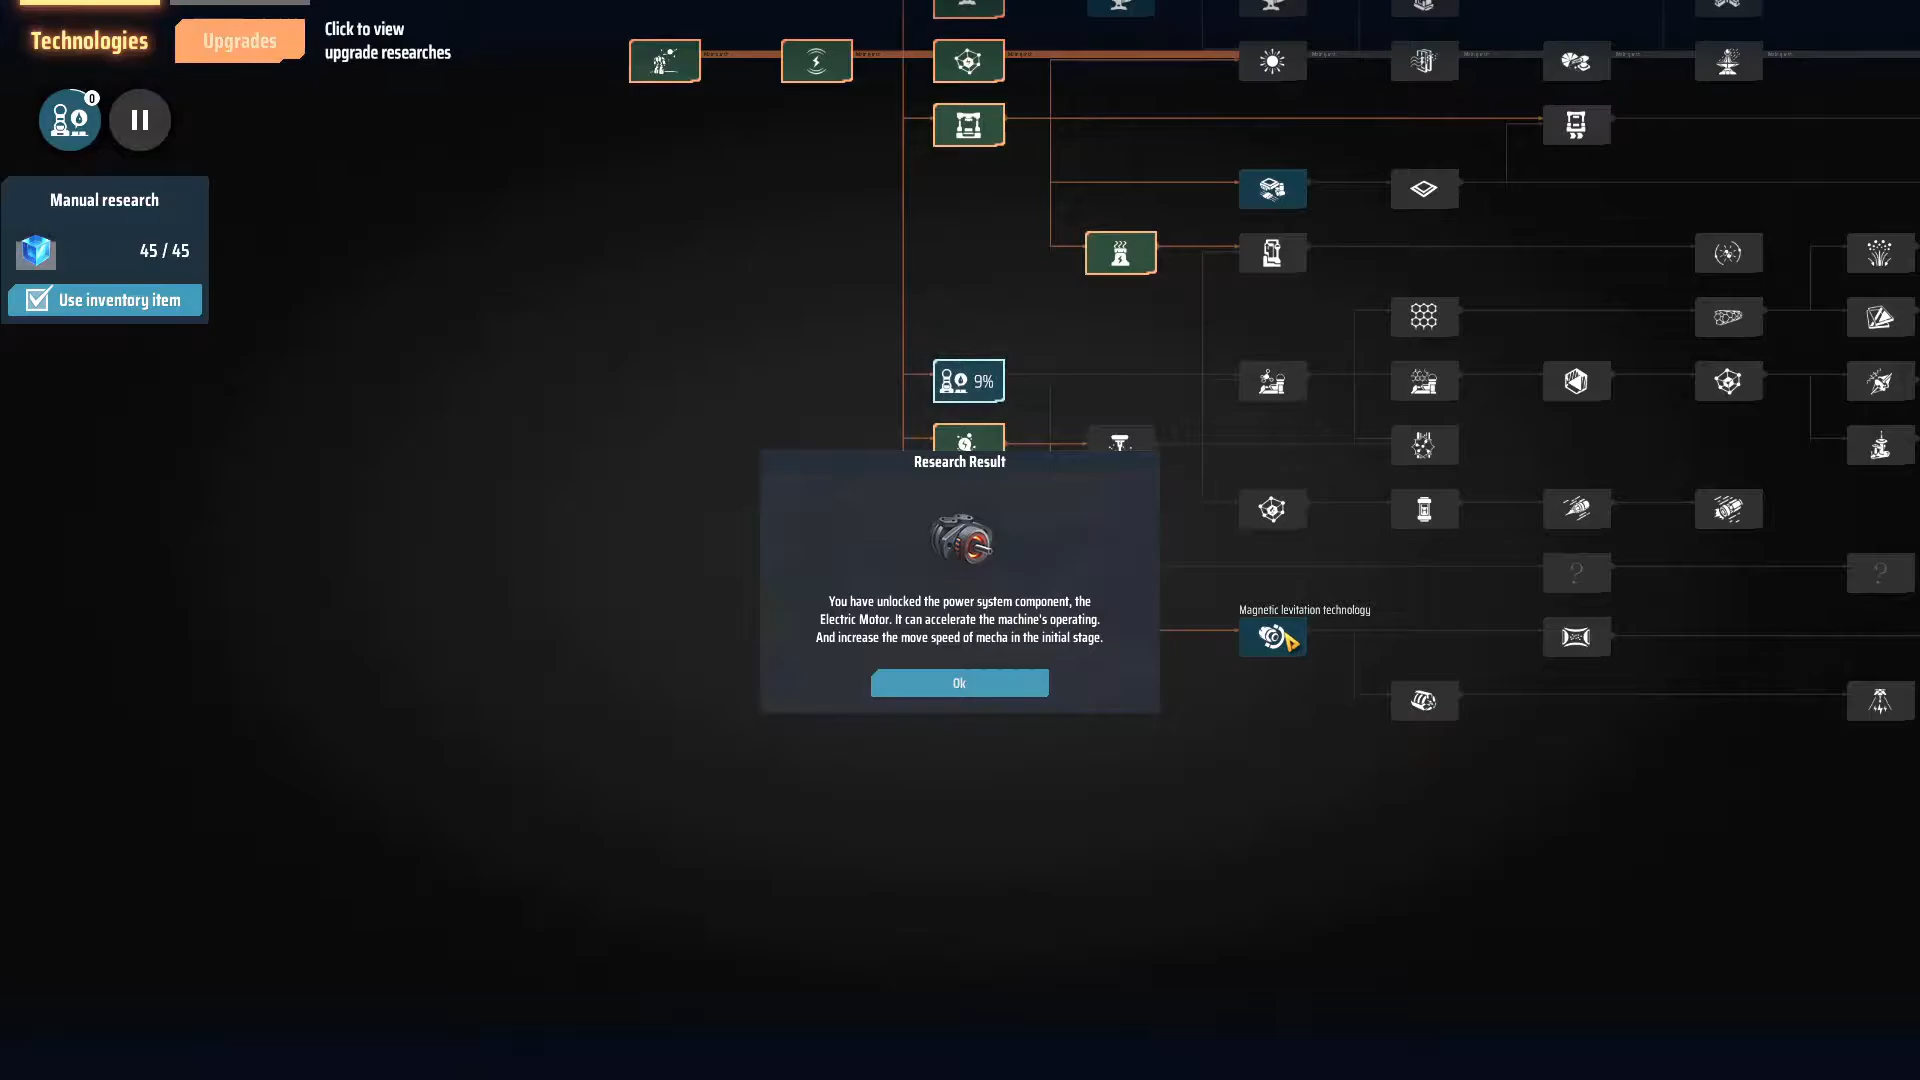 Technologies
Upgrades
Click to view
upgrade researches
0
Manual research
45 / 45
Use inventory item
9%
Research Result
You have unlocked the power system component, the
Electric Motor. It can accelerate the machine's operating.
And increase the move speed of mecha in the initial stage.
Ok
Magnetic levitation technology
?
?